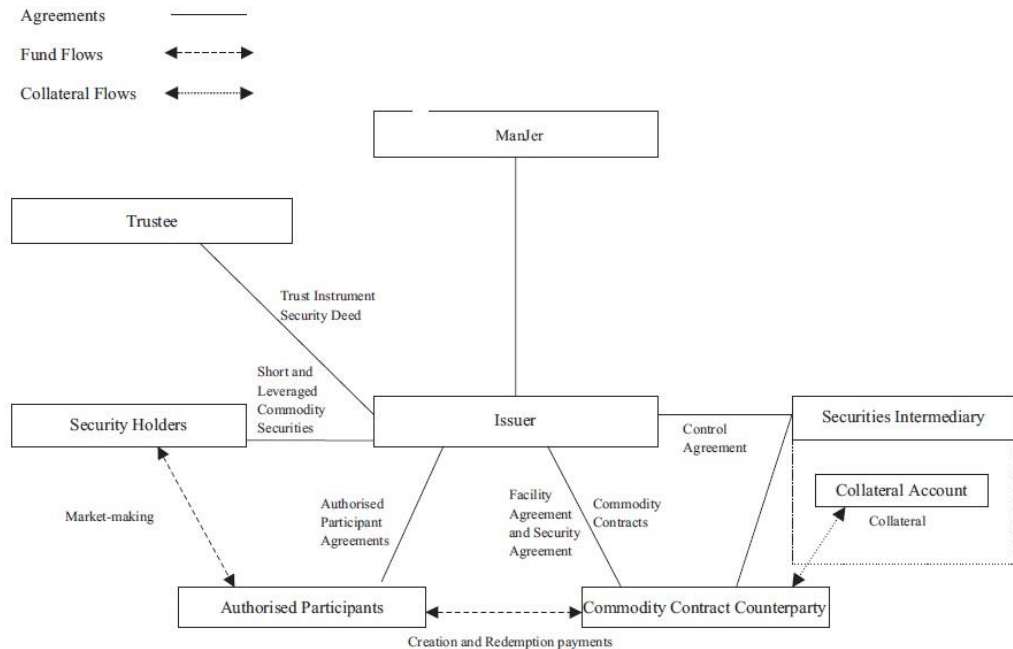 Agreements
Fund Flows
Collateral Flows
ManJer
Trustee
Trust Instrument
Security Deed
Short and
Leveraged
Commodity
Securities
Security Holders
Issuer
Control
Agreement
Securities Intermediary
Collateral Account
Collateral
Market-making
Authorised
Participant
Agreements
Facility
Agreement
and Security
Agreement
Commodity
Contracts
Authorised Participants
Commodity Contract Counterparty
Creation and Redemption payments